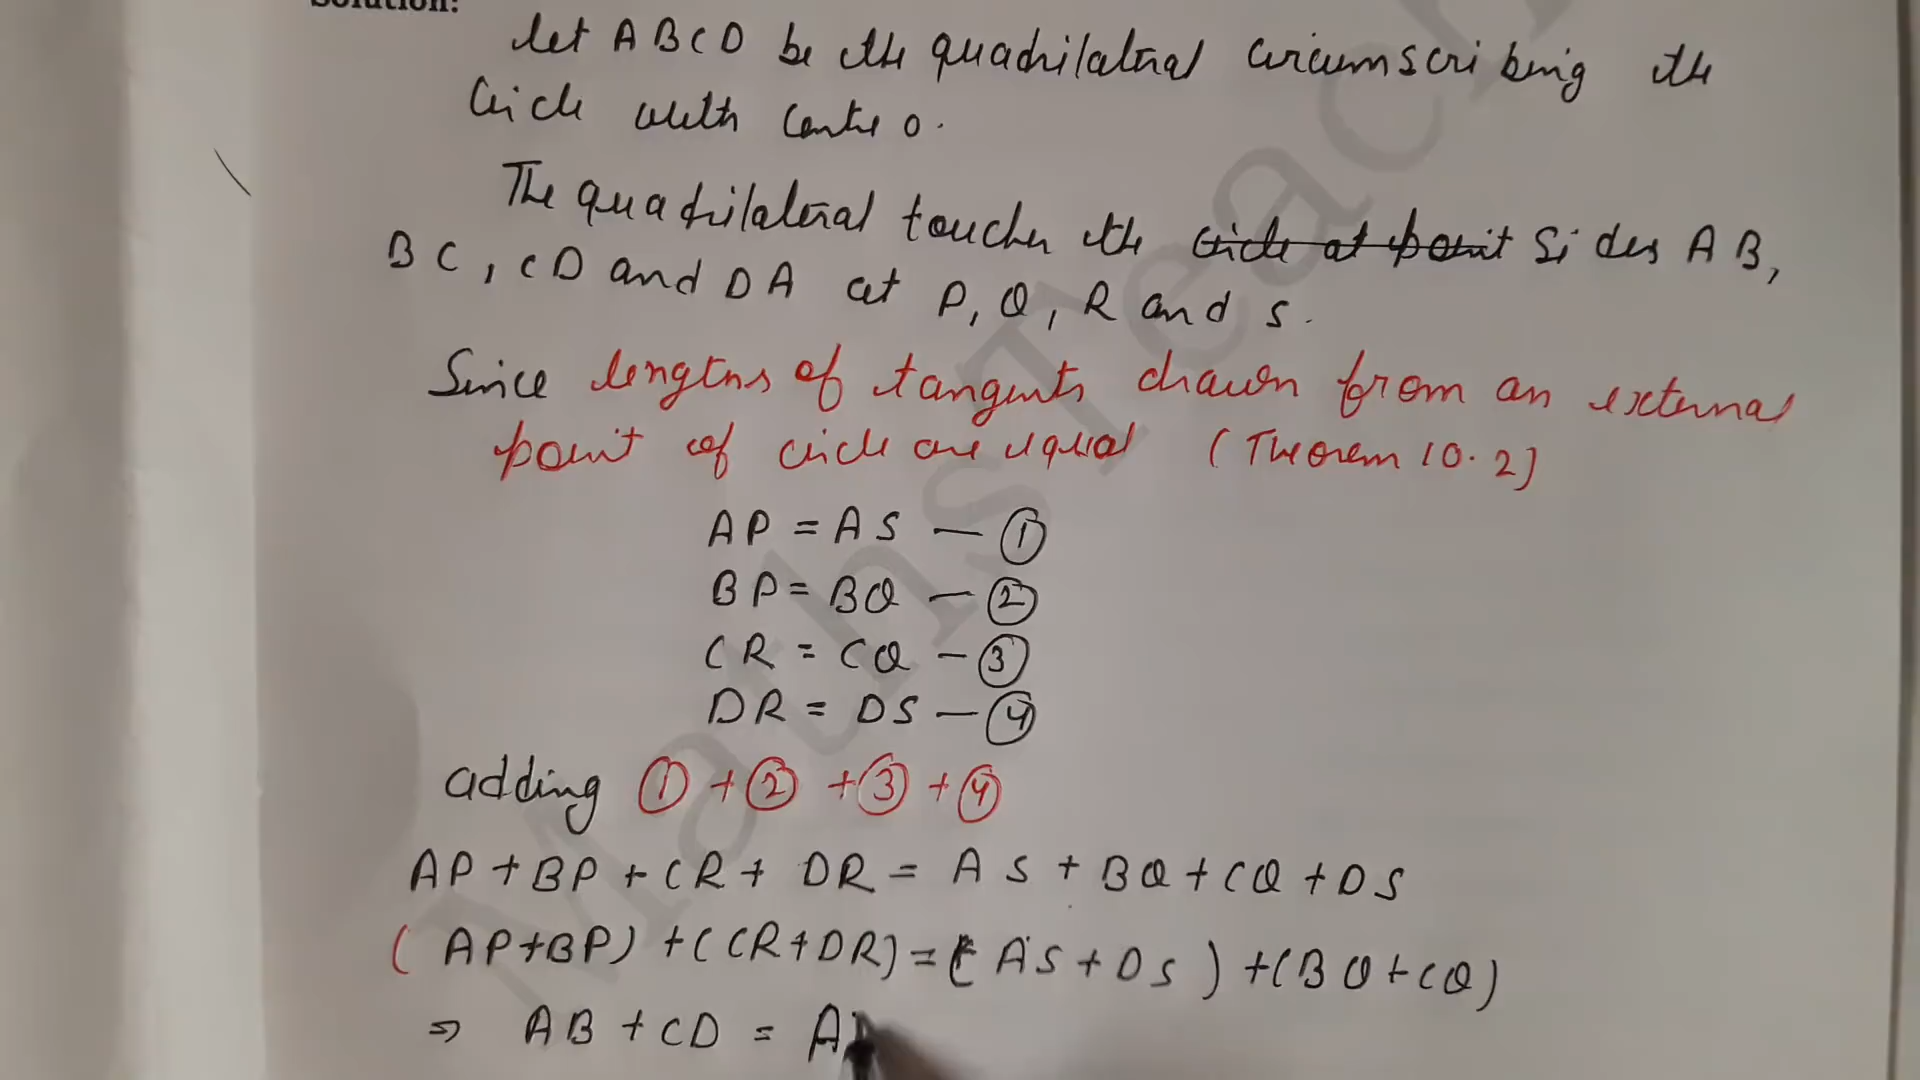 Solution:
Let ABCD be the quadrilateral circumscribing the
Circle with Centre O.
The quadrilateral touches the circle at point Sides AB,
BC, CD and DA at P, Q, R and S.
Since lengths of tangents drawn from an external
point of circle are equal (Theorem 10.2]
AP = AS — ①
BP = BQ — ②
CR = CQ — ③
DR = DS — ④
adding ① + ② + ③ + ④
AP + BP + CR + DR = AS + BQ + CQ + DS
(AP+BP) + (CR+DR) = (AS + DS) + (BQ + CQ)
⇒ AB + CD = A
Maths Teach